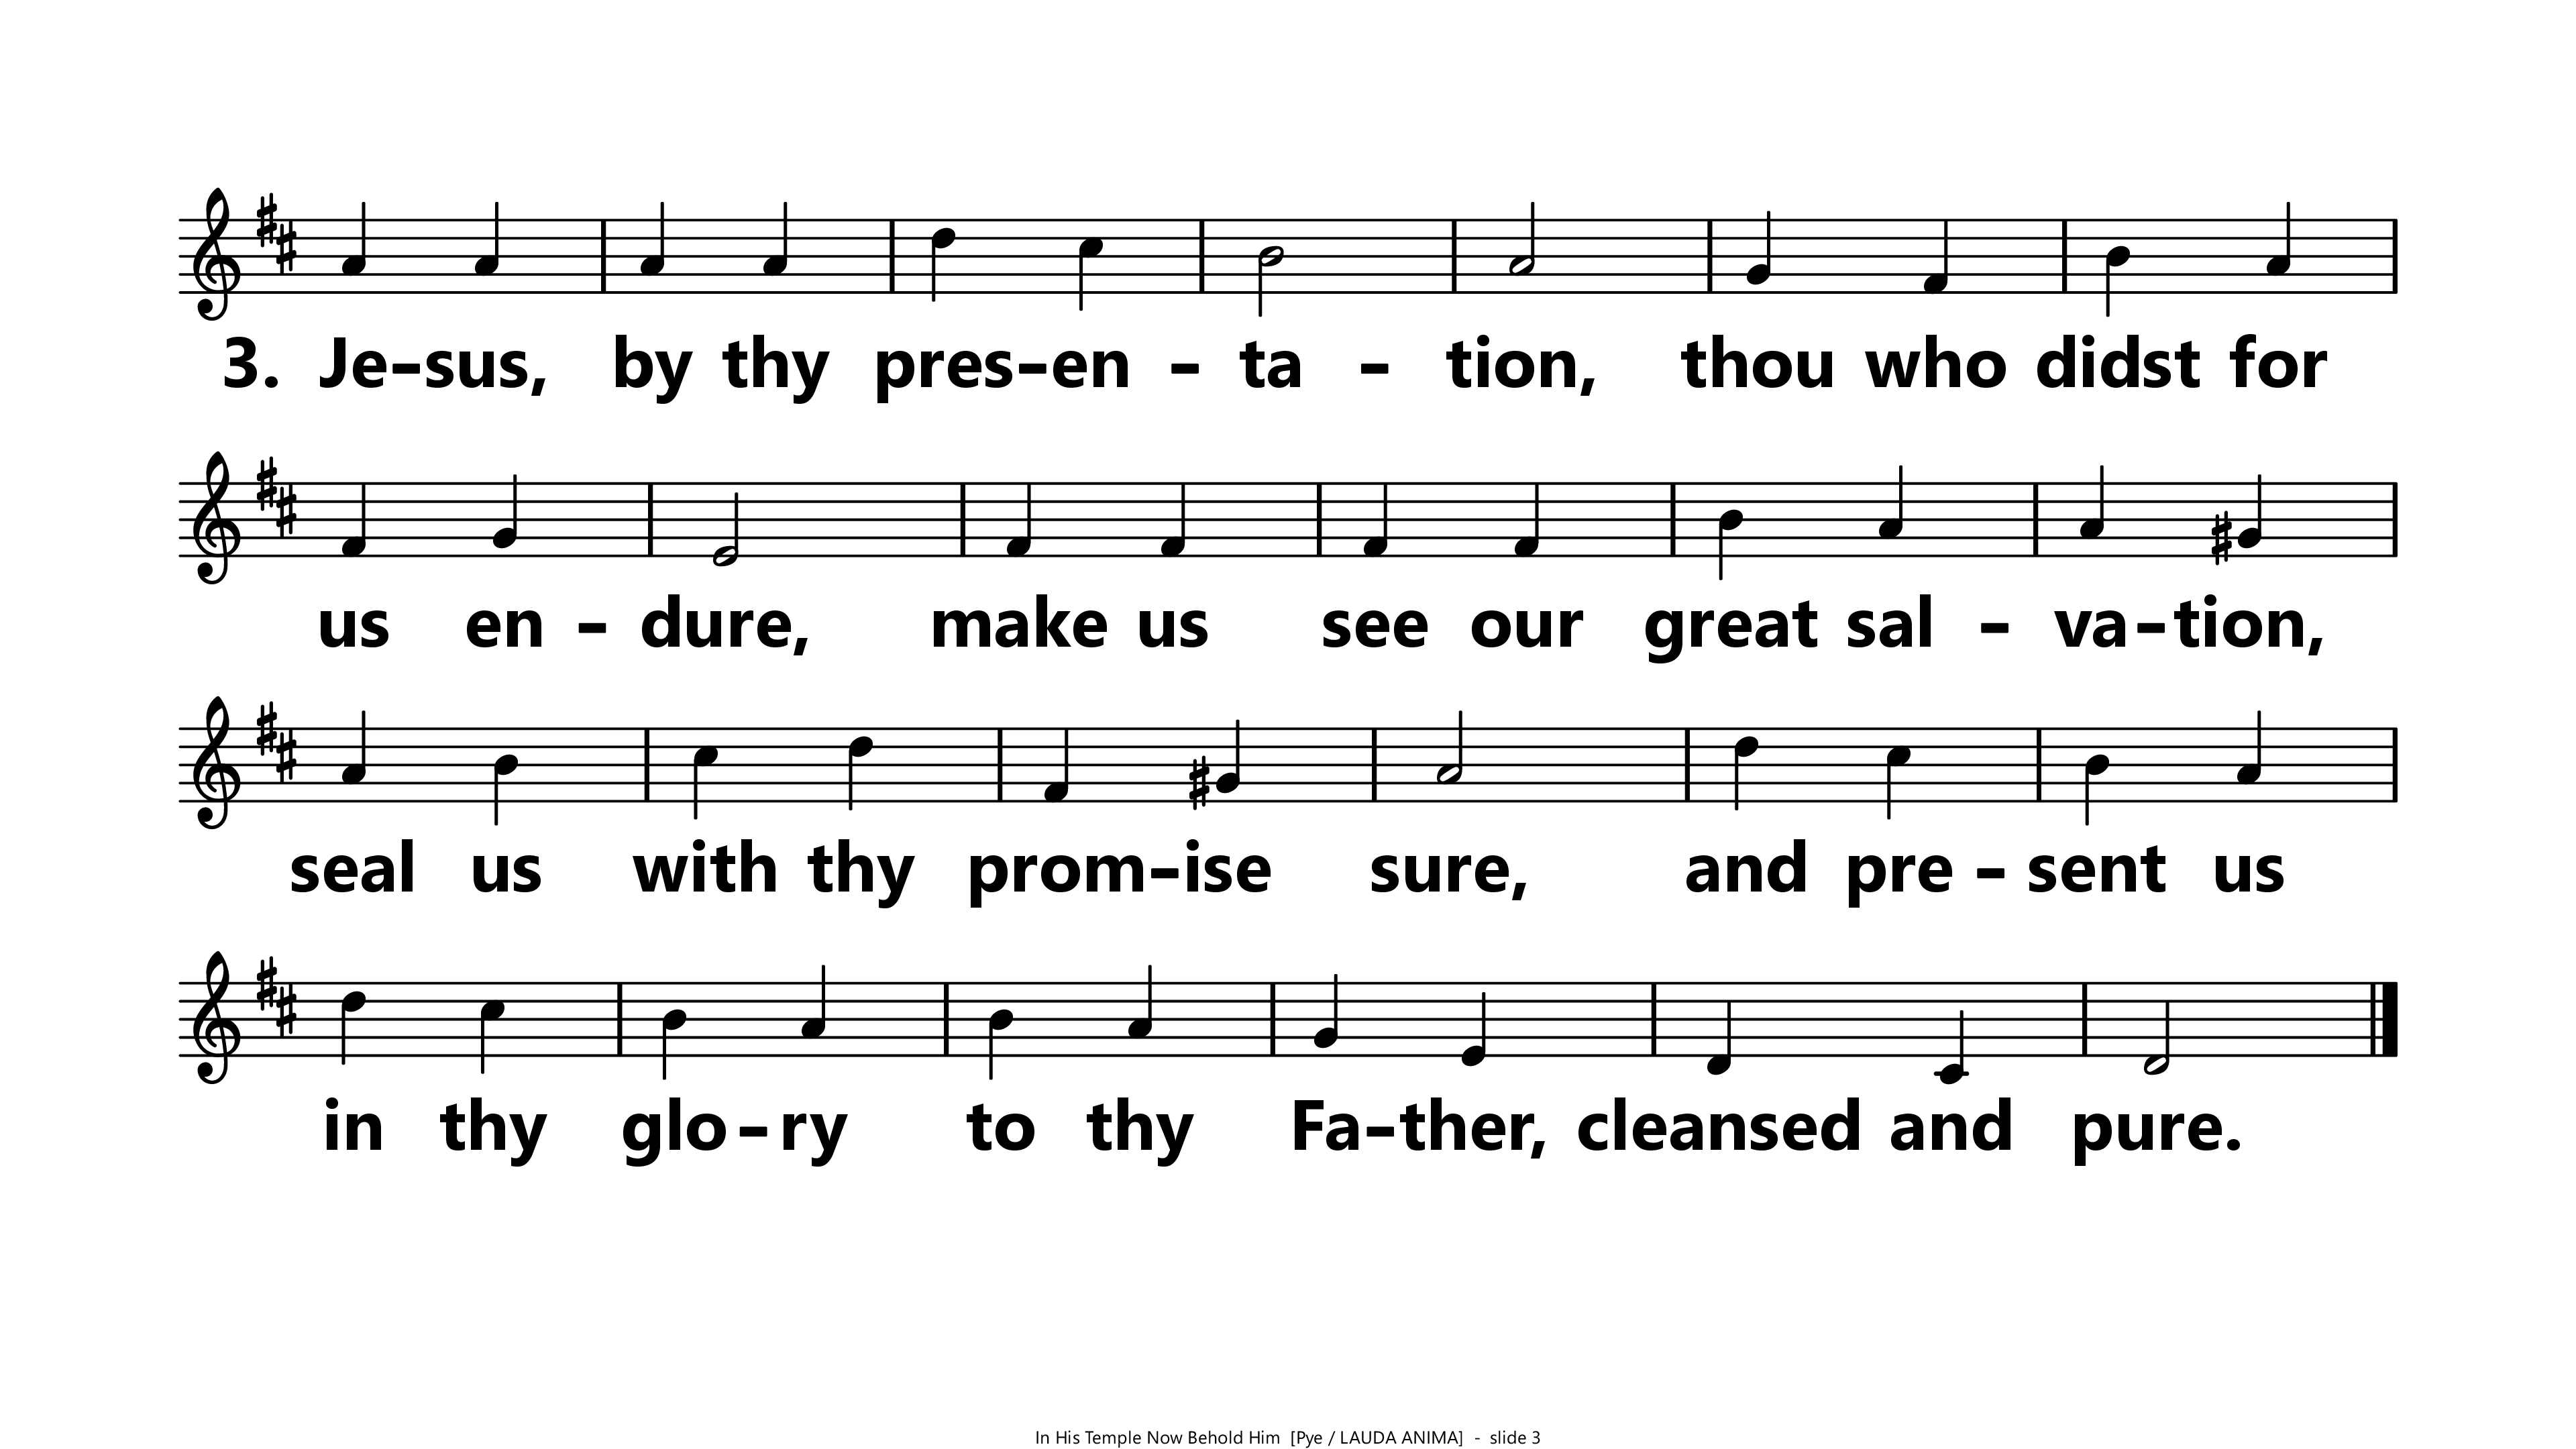 3. Je-sus, by thy pres-en - ta - tion, thou who didst for
us en - dure, make us see our great sal - va-tion,
seal us with thy prom-ise sure, and pre - sent us
in thy glo-ry to thy Fa-ther, cleansed and pure.
In His Temple Now Behold Him [Pye / LAUDA ANIMA] - slide 3